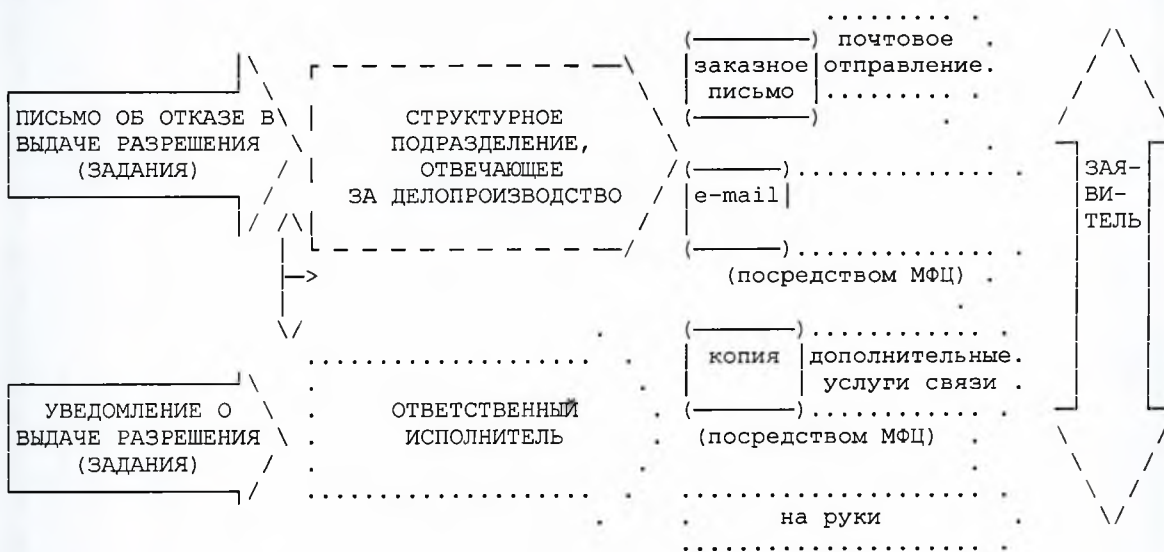 почтовое
заказное отправление.
письмо
ПИСЬМО ОБ ОТКАЗЕ В
ВЫДАЧЕ РАЗРЕШЕНИЯ
(ЗАДАНИЯ)
СТРУКТУРНОЕ
ПОДРАЗДЕЛЕНИЕ,
ОТВЕЧАЮЩЕЕ
ЗА ДЕЛОПРОИЗВОДСТВО
e-mail
(посредством МФЦ)
ЗАЯ-
ВИ-
ТЕЛЬ
копия дополнительные
услуги связи
(посредством МФЦ)
УВЕДОМЛЕНИЕ О
ВЫДАЧЕ РАЗРЕШЕНИЯ
(ЗАДАНИЯ)
ОТВЕТСТВЕННЫЙ
ИСПОЛНИТЕЛЬ
на руки